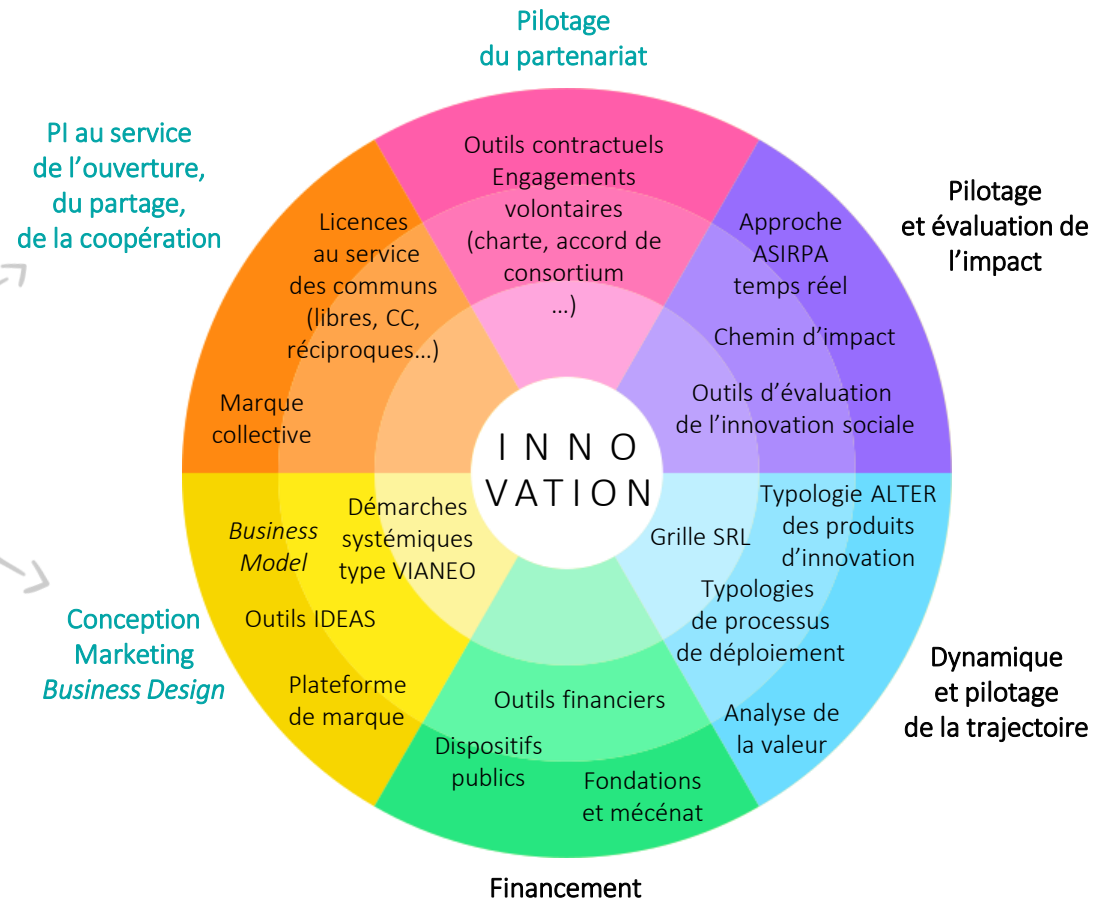 Pilotage
du partenariat
PI au service
de l’ouverture,
du partage,
de la coopération
Outils contractuels
Engagements
volontaires
(charte, accord de
consortium
...)
Pilotage
et évaluation de
l’impact
Licences
au service
des communs
(libres, CC,
réciproques...)
Marque
collective
Approche
ASIRPA
temps réel
Chemin d’impact
Outils d’évaluation
de l’innovation sociale
INNO
VATION
Business
Model
Démarches
systémiques
type VIANEO
Outils IDEAS
Plateforme
de marque
Grille SRL
Typologie ALTER
des produits
d’innovation
Typologies
de processus
de déploiement
Analyse de
la valeur
Conception
Marketing
Business Design
Outils financiers
Dispositifs
publics
Fondations
et mécénat
Dynamique
et pilotage
de la trajectoire
Financement